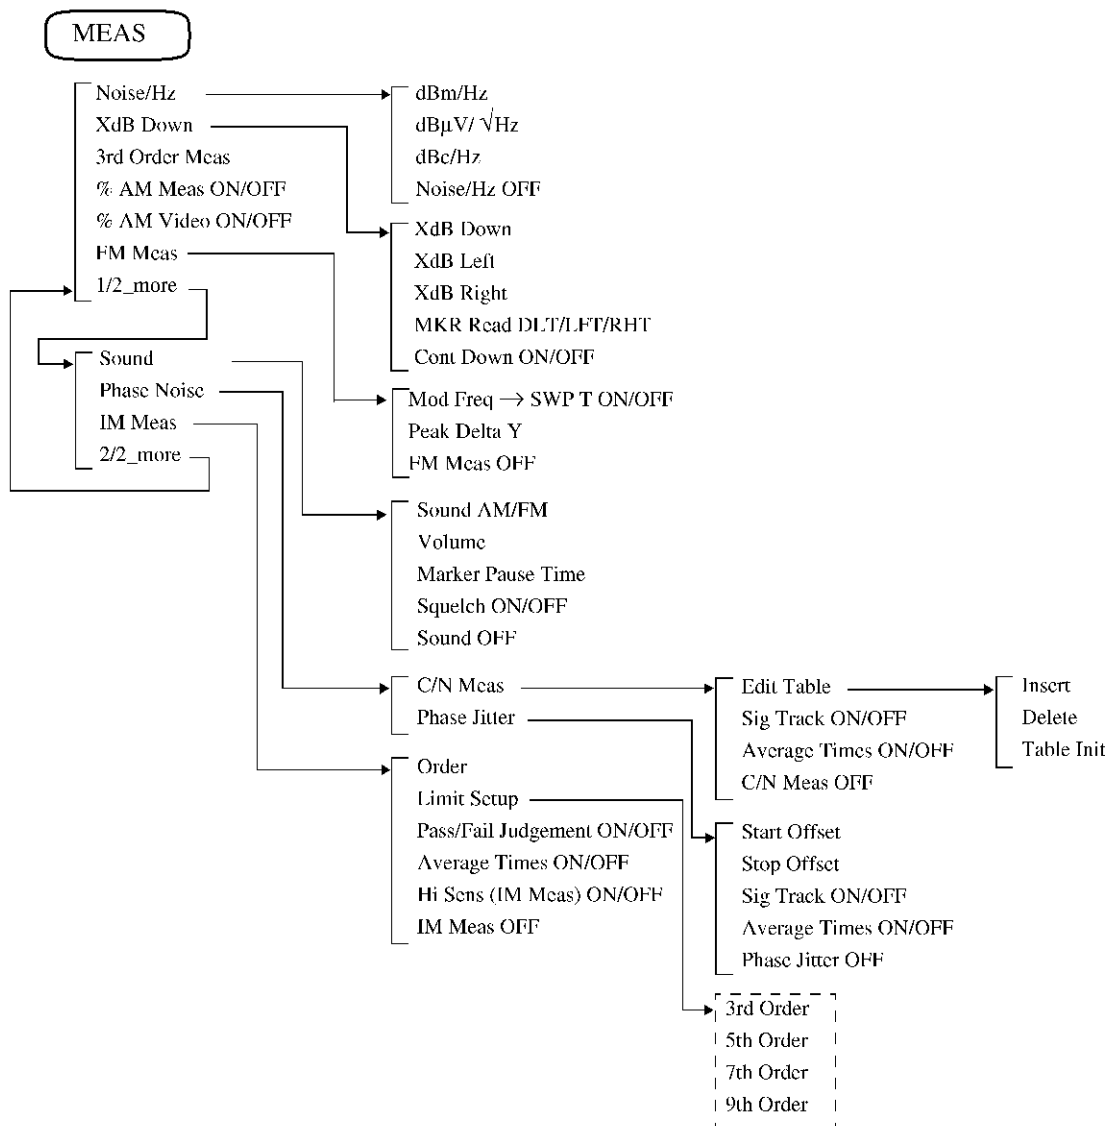 MEAS
Noise/Hz
XdB Down
3rd Order Meas
% AM Meas ON/OFF
% AM Video ON/OFF
FM Meas
1/2_more
Sound
Phase Noise
IM Meas
2/2_more
dBm/Hz
dBμV/ √Hz
dBc/Hz
Noise/Hz OFF
XdB Down
XdB Left
XdB Right
MKR Read DLT/LFT/RHT
Cont Down ON/OFF
Mod Freq → SWP T ON/OFF
Peak Delta Y
FM Meas OFF
Sound AM/FM
Volume
Marker Pause Time
Squelch ON/OFF
Sound OFF
C/N Meas
Phase Jitter
Order
Limit Setup
Pass/Fail Judgement ON/OFF
Average Times ON/OFF
Hi Sens (IM Meas) ON/OFF
IM Meas OFF
Edit Table
Sig Track ON/OFF
Average Times ON/OFF
C/N Meas OFF
Insert
Delete
Table Init
Start Offset
Stop Offset
Sig Track ON/OFF
Average Times ON/OFF
Phase Jitter OFF
3rd Order
5th Order
7th Order
9th Order